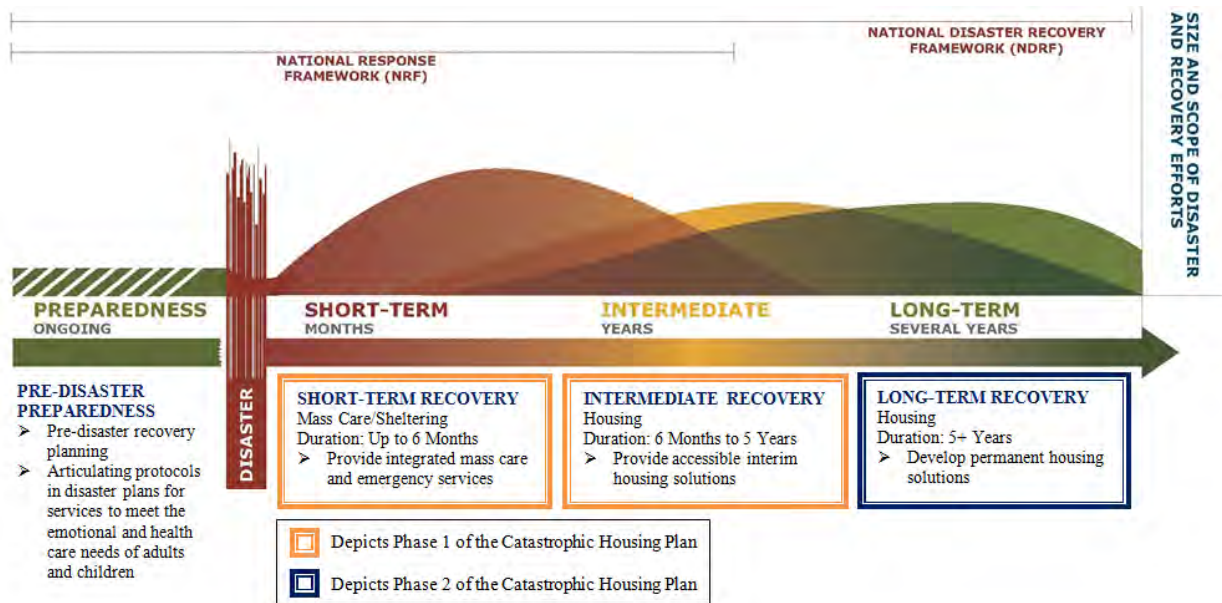 NATIONAL DISASTER RECOVERY
FRAMEWORK (NDRF)
NATIONAL RESPONSE
FRAMEWORK (NRF)
SIZE AND SCOPE OF DISASTER
AND RECOVERY EFFORTS
PREPAREDNESS
ONGOING
SHORT-TERM
MONTHS
INTERMEDIATE
YEARS
LONG-TERM
SEVERAL YEARS
PRE-DISASTER
PREPAREDNESS
➢ Pre-disaster recovery
planning
➢ Articulating protocols
in disaster plans for
services to meet the
emotional and health
care needs of adults
and children
DISASTER
SHORT-TERM RECOVERY
Mass Care/Sheltering
Duration: Up to 6 Months
➢ Provide integrated mass care
and emergency services
INTERMEDIATE RECOVERY
Housing
Duration: 6 Months to 5 Years
➢ Provide accessible interim
housing solutions
LONG-TERM RECOVERY
Housing
Duration: 5+ Years
➢ Develop permanent housing
solutions
Depicts Phase 1 of the Catastrophic Housing Plan
Depicts Phase 2 of the Catastrophic Housing Plan